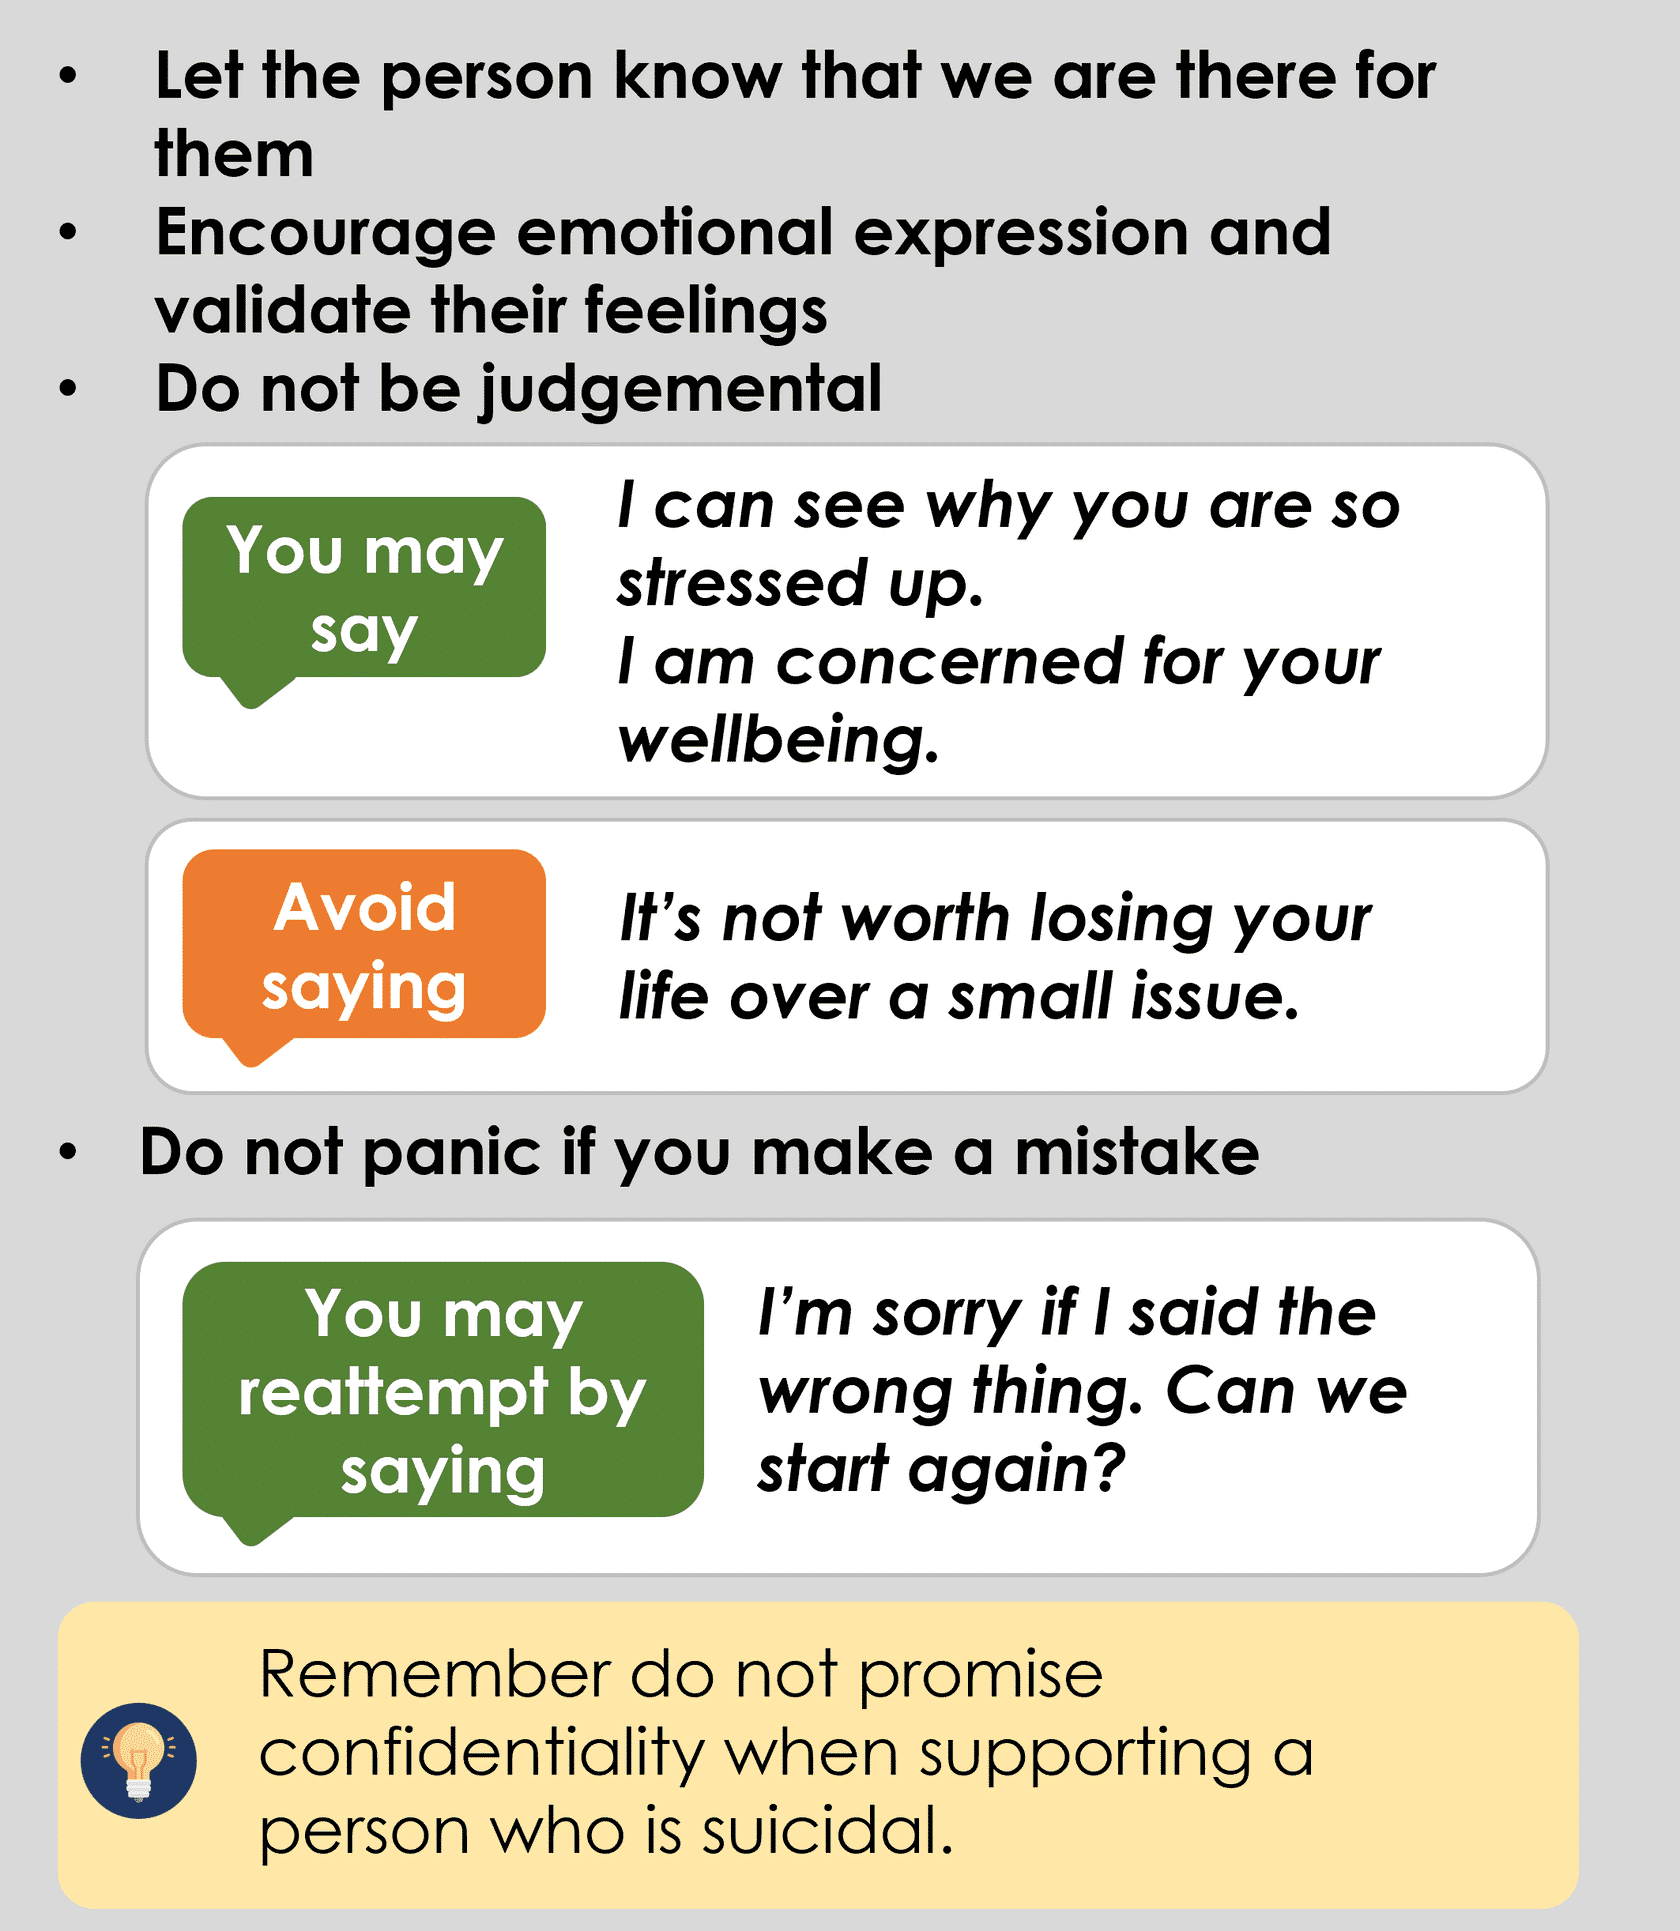 • Let the person know that we are there for
them
• Encourage emotional expression and
validate their feelings
• Do not be judgemental
You may
say
I can see why you are so
stressed up.
I am concerned for your
wellbeing.
Avoid
saying
It’s not worth losing your
life over a small issue.
• Do not panic if you make a mistake
You may
reattempt by
saying
I’m sorry if I said the
wrong thing. Can we
start again?
Remember do not promise
confidentiality when supporting a
person who is suicidal.